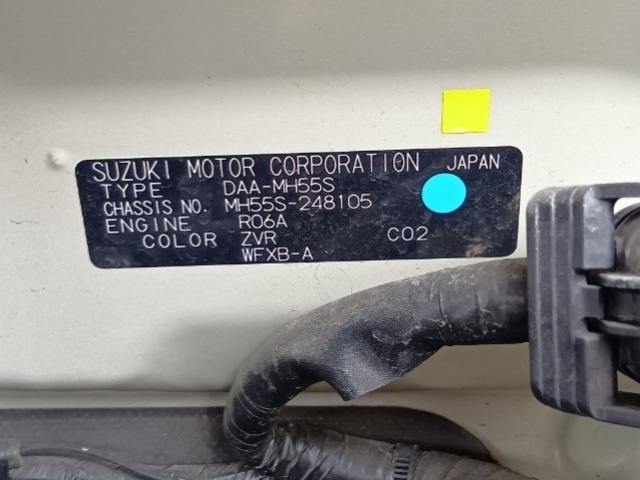 SUZUKI MOTOR CORPORATION JAPAN
TYPE DAA-MH55S
CHASSIS NO. MH55S-248105
ENGINE R06A
COLOR ZVR C02
WFXB-A